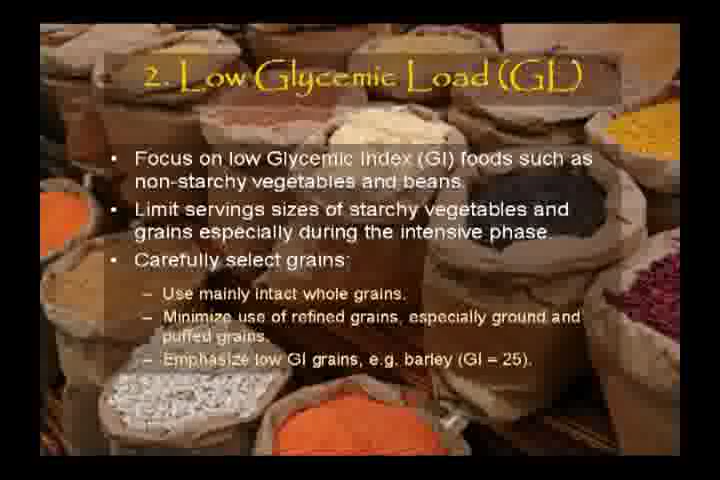 2. Low Glycemic Load (GL)
• Focus on low Glycemic Index (GI) foods such as
non-starchy vegetables and beans.
• Limit servings sizes of starchy vegetables and
grains especially during the intensive phase.
• Carefully select grains:
– Use mainly intact whole grains.
– Minimize use of refined grains, especially ground and
puffed grains.
– Emphasize low GI grains, e.g. barley (GI = 25).